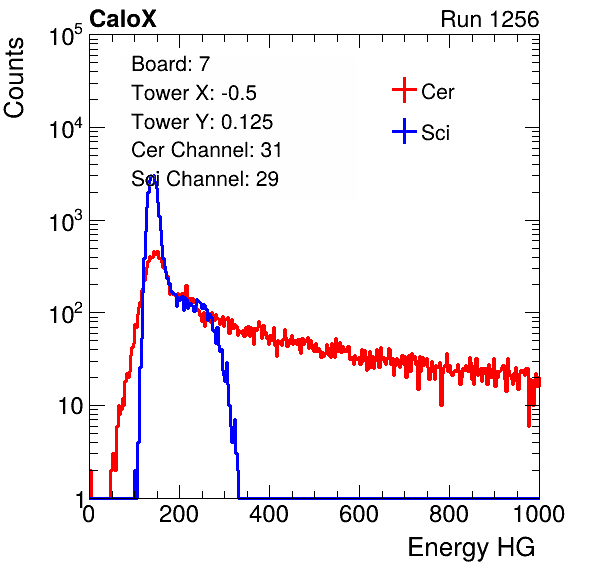 CaloX Run 1256
Counts
Board: 7
Tower X: -0.5
Tower Y: 0.125
Cer Channel: 31
Sci Channel: 29
Cer
Sci
10^5
10^4
10^3
10^2
10
1
0 200 400 600 800 1000
Energy HG